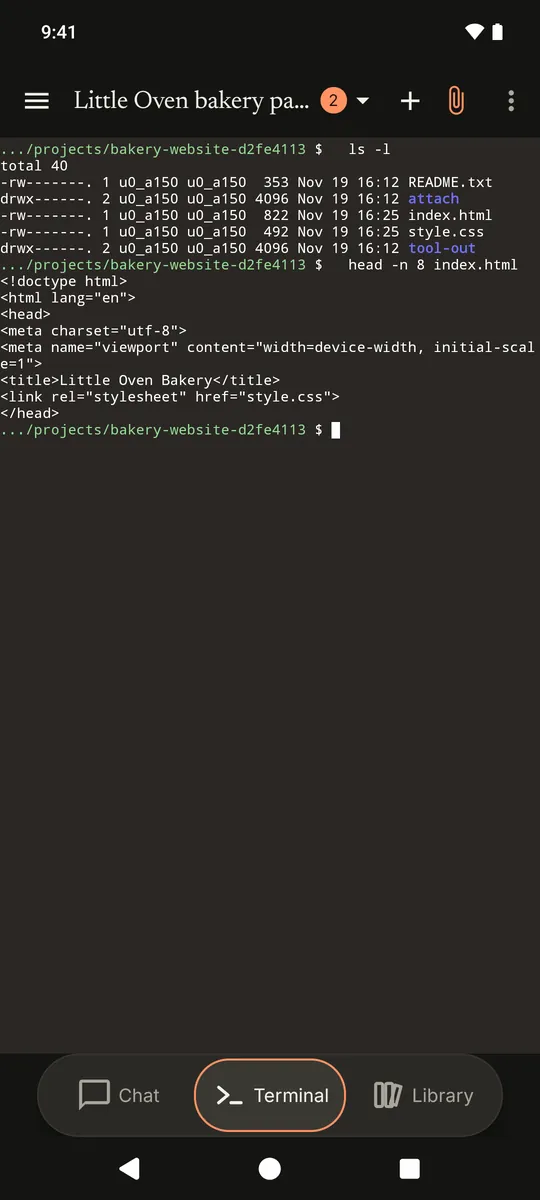 9:41
Little Oven bakery pa... 2
.../projects/bakery-website-d2fe4113 $   ls -l
total 40
-rw-------. 1 u0_a150 u0_a150  353 Nov 19 16:12 README.txt
drwx------. 2 u0_a150 u0_a150 4096 Nov 19 16:12 attach
-rw-------. 1 u0_a150 u0_a150  822 Nov 19 16:25 index.html
-rw-------. 1 u0_a150 u0_a150  492 Nov 19 16:25 style.css
drwx------. 2 u0_a150 u0_a150 4096 Nov 19 16:12 tool-out
.../projects/bakery-website-d2fe4113 $   head -n 8 index.html
<!doctype html>
<html lang="en">
<head>
<meta charset="utf-8">
<meta name="viewport" content="width=device-width, initial-scal
e=1">
<title>Little Oven Bakery</title>
<link rel="stylesheet" href="style.css">
</head>
.../projects/bakery-website-d2fe4113 $
Chat Terminal Library